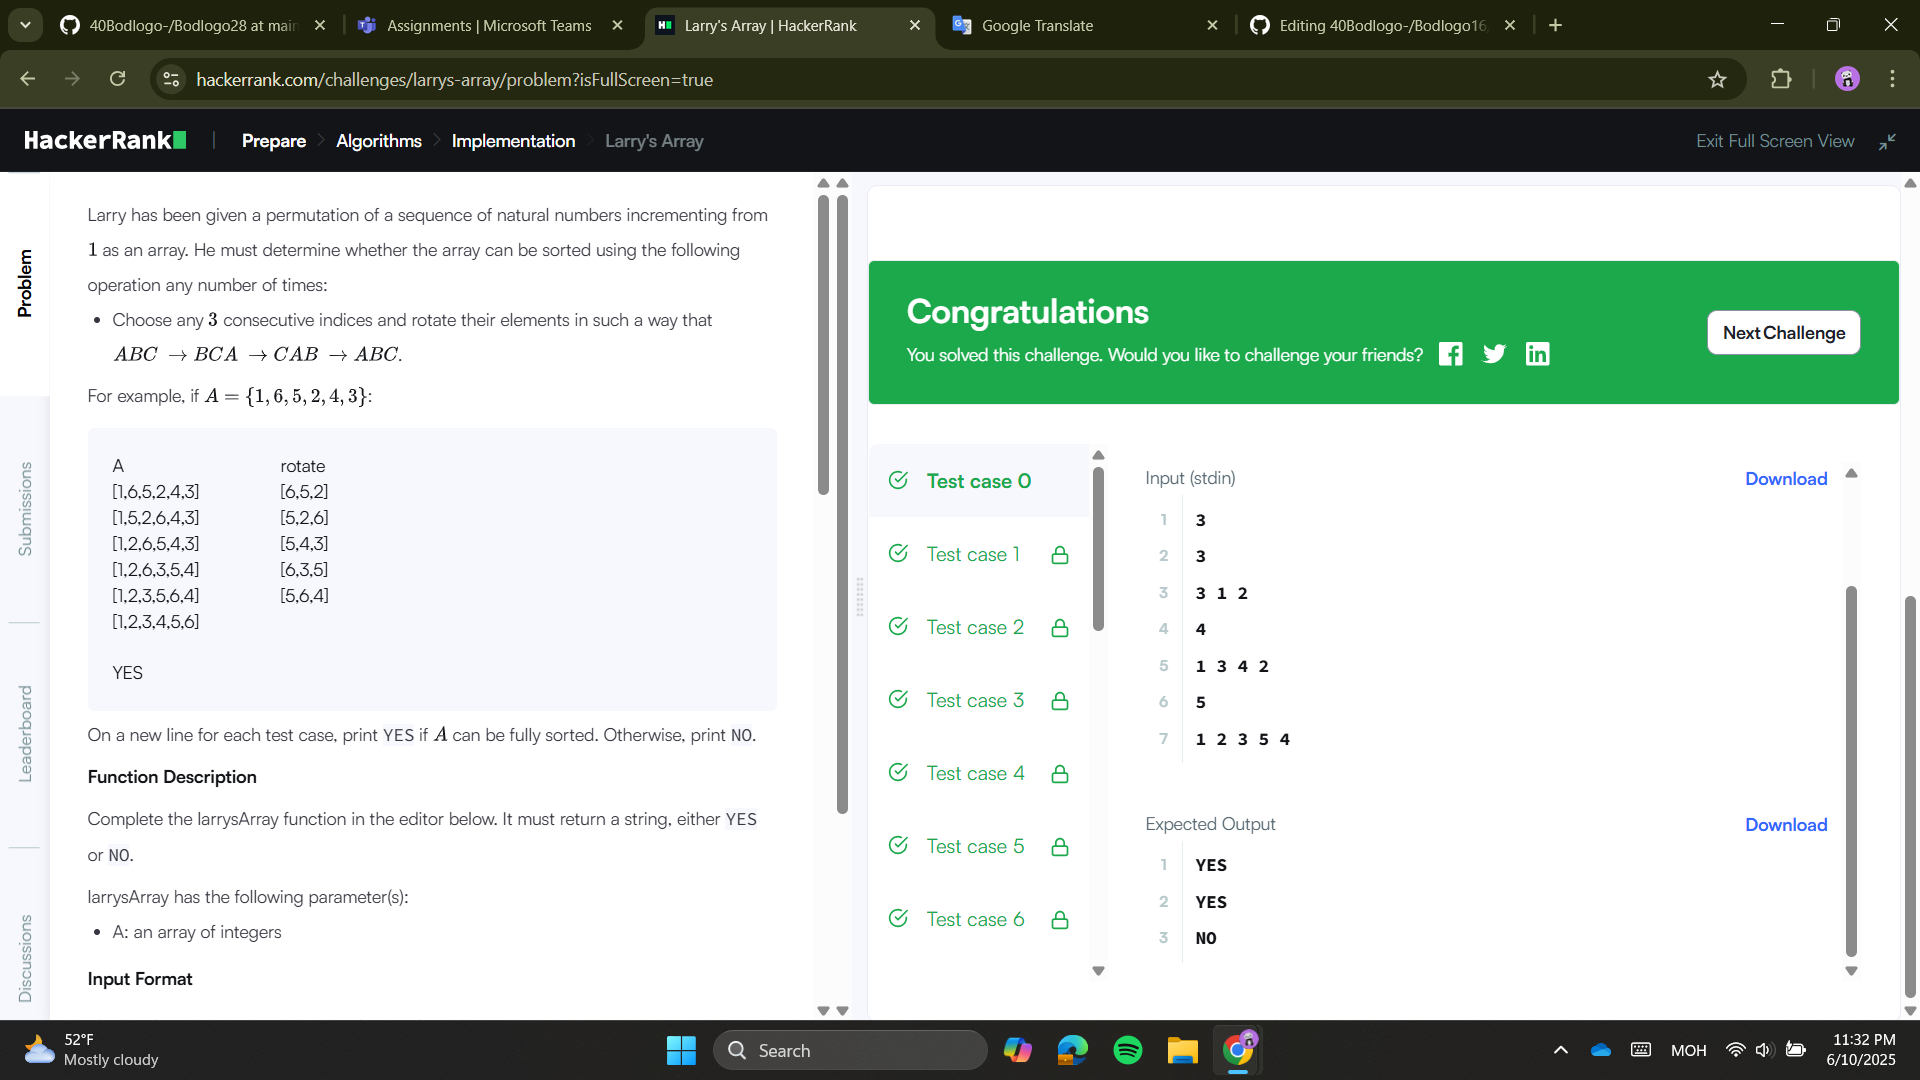 40Bodlogo-/Bodlogo28 at main
Assignments | Microsoft Teams
Larry's Array | HackerRank
Google Translate
Editing 40Bodlogo-/Bodlogo16.
hackerrank.com/challenges/larrys-array/problem?isFullScreen=true
HackerRank
Prepare
Algorithms
Implementation
Larry's Array
Exit Full Screen View
Problem
Submissions
Leaderboard
Discussions
Larry has been given a permutation of a sequence of natural numbers incrementing from
1 as an array. He must determine whether the array can be sorted using the following
operation any number of times:
• Choose any 3 consecutive indices and rotate their elements in such a way that
ABC → BCA → CAB → ABC.
For example, if A = {1, 6, 5, 2, 4, 3}:
A rotate
[1,6,5,2,4,3] [6,5,2]
[1,5,2,6,4,3] [5,2,6]
[1,2,6,5,4,3] [5,4,3]
[1,2,6,3,5,4] [6,3,5]
[1,2,3,5,6,4] [5,6,4]
[1,2,3,4,5,6]
YES
On a new line for each test case, print YES if A can be fully sorted. Otherwise, print NO.
Function Description
Complete the larrysArray function in the editor below. It must return a string, either YES
or NO.
larrysArray has the following parameter(s):
• A: an array of integers
Input Format
Congratulations
You solved this challenge. Would you like to challenge your friends?
Next Challenge
Test case 0
Test case 1
Test case 2
Test case 3
Test case 4
Test case 5
Test case 6
Input (stdin)
Download
1 3
2 3
3 3 1 2
4 4
5 1 3 4 2
6 5
7 1 2 3 5 4
Expected Output
Download
1 YES
2 YES
3 NO
52°F
Mostly cloudy
Search
MOH
11:32 PM
6/10/2025